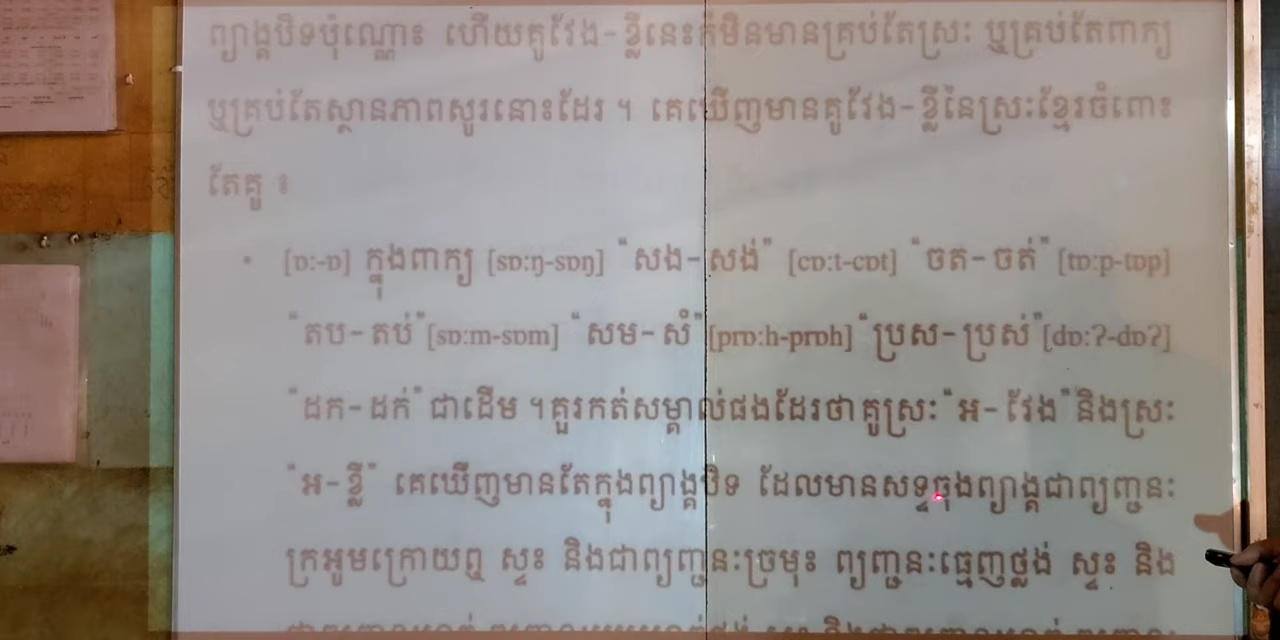 ព្យាង្គបិទប៉ុណ្ណោះ ហើយគូវែង-ខ្លីនេះក៏មិនមានគ្រប់តែស្រៈ ឬគ្រប់តែពាក្យ
ឬគ្រប់តែស្ថានភាពសូរនោះដែរ ។ គេឃើញមានគូវែង-ខ្លីនៃស្រៈខ្មែរចំពោះ
តែគូ ៖
• [ɒ:-ɒ] ក្នុងពាក្យ [sɒ:ŋ-sɒŋ] “សង-សង់” [cɒ:t-cɒt] “ចត-ចត់” [tɒ:p-tɒp]
“តប-តប់” [sɒ:m-sɒm] “សម-សំ” [prɒ:h-prɒh] “ប្រស-ប្រស់” [dɒ:ʔ-dɒʔ]
“ដក-ដក់” ជាដើម ។ គួរកត់សម្គាល់ផងដែរថា គូស្រៈ “អ-វែង” និងស្រៈ
“អ-ខ្លី” គេឃើញមានតែក្នុងព្យាង្គបិទ ដែលមានសទ្ទចុងព្យាង្គជាព្យញ្ជនៈ
ក្រអូមក្រោយឮ ស្ទះ និងជាព្យញ្ជនៈច្រមុះ ព្យញ្ជនៈធ្មេញថ្លង់ ស្ទះ និង